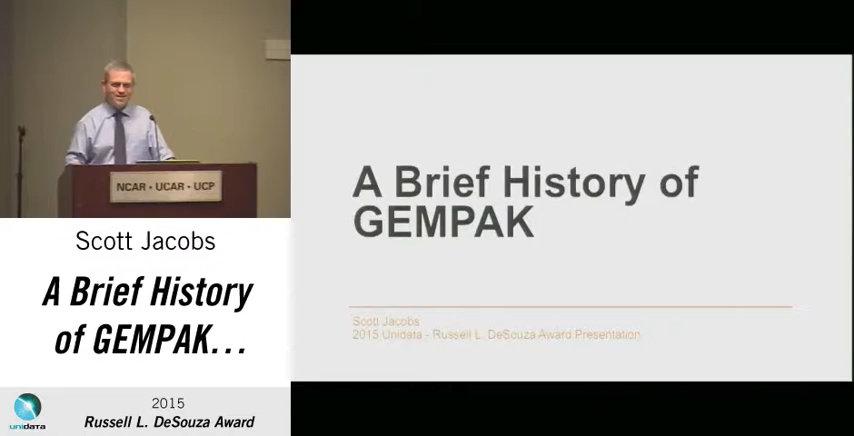 NCAR • UCAR • UCP
Scott Jacobs
A Brief History
of GEMPAK...
unidata
2015
Russell L. DeSouza Award
A Brief History of
GEMPAK
Scott Jacobs
2015 Unidata - Russell L. DeSouza Award Presentation